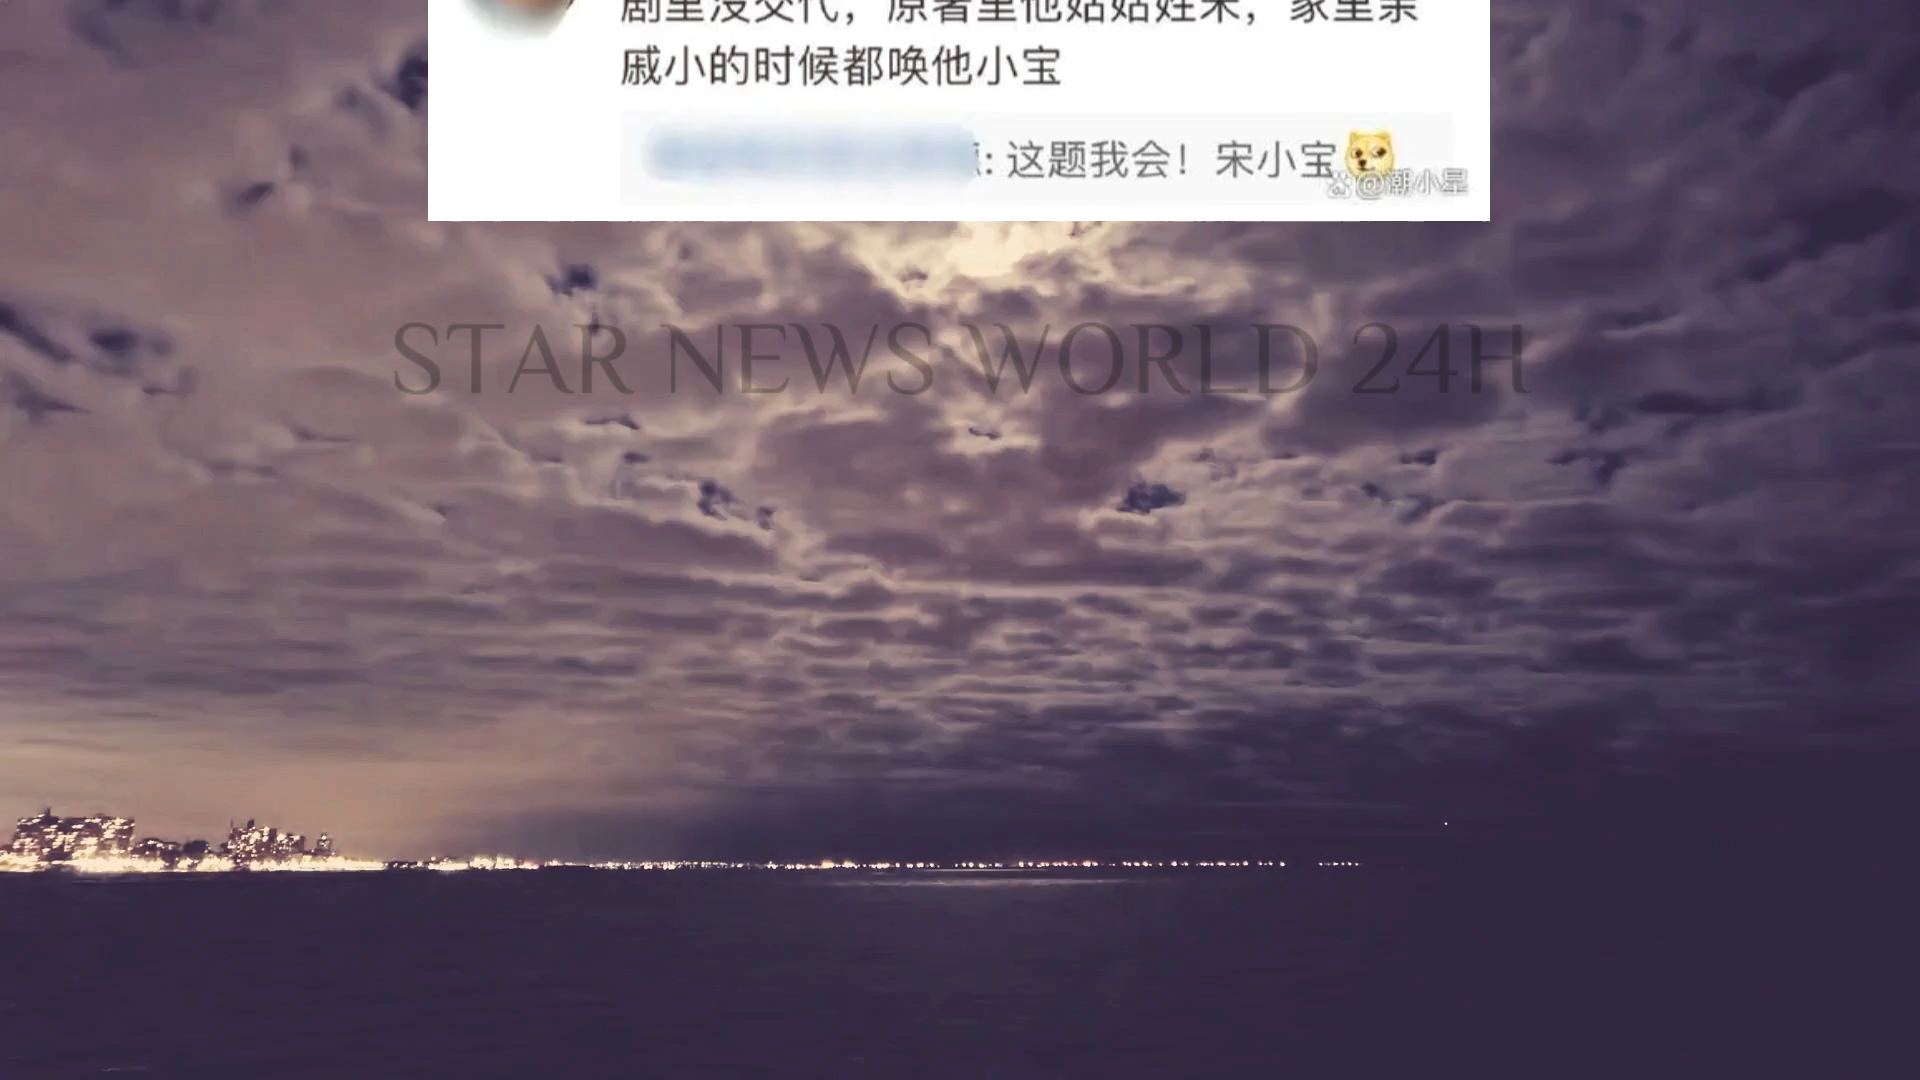 剧里没交代，原著里他姑姑姓宋，家里亲
戚小的时候都唤他小宝
: 这题我会！宋小宝
@潮小星
STAR NEWS WORLD 24H